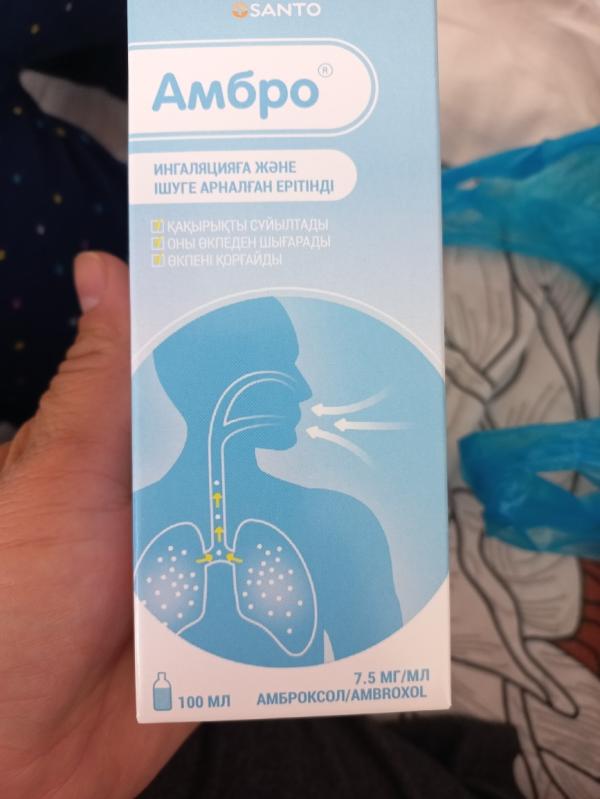 SANTO
Амбро®
ИНГАЛЯЦИЯҒА ЖӘНЕ
ІШУГЕ АРНАЛҒАН ЕРІТІНДІ
ҚАҚЫРЫҚТЫ СҰЙЫЛТАДЫ
ОНЫ ӨКПЕДЕН ШЫҒАРАДЫ
ӨКПЕНІ ҚОРҒАЙДЫ
7.5 МГ/МЛ
100 МЛ АМБРОКСОЛ/AMBROXOL